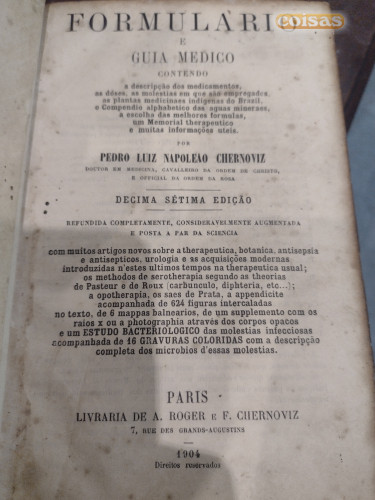 coisas
FORMULARIO
E
GUIA MEDICO
CONTENDO
a descripção dos medicamentos,
as dóses, as molestias em que são empregados,
as plantas medicinaes indigenas do Brazil,
o Compendio alphabetico das aguas mineraes,
a escolha das melhores formulas,
um Memorial therapeutico
e muitas informações uteis.
POR
PEDRO LUIZ NAPOLEÃO CHERNOVIZ
DOUTOR EM MEDICINA, CAVALLEIRO DA ORDEM DE CHRISTO,
E OFFICIAL DA ORDEM DA ROSA
DECIMA SÉTIMA EDIÇÃO
REFUNDIDA COMPLETAMENTE, CONSIDERAVELMENTE AUGMENTADA
E POSTA A PAR DA SCIENCIA
com muitos artigos novos sobre a therapeutica, botanica, antisepsia
e antisepticos, urologia e as acquisições modernas
introduzidas n'estes ultimos tempos na therapeutica usual;
os methodos de serotherapia segundo as theorias
de Pasteur e de Roux (carbunculo, diphteria, etc...);
a opotherapia, os saes de Prata, a appendicite
acompanhada de 624 figuras intercaladas
no texto, de 6 mappas balnearios, de um supplemento com os
raios x ou a photographia através dos corpos opacos
e um ESTUDO BACTERIOLOGICO das molestias infecciosas
acompanhada de 16 GRAVURAS COLORIDAS com a descripção
completa dos microbios d'essas molestias.
PARIS
LIVRARIA DE A. ROGER E F. CHERNOVIZ
7, RUE DES GRANDS-AUGUSTINS
1904
Direitos reservados